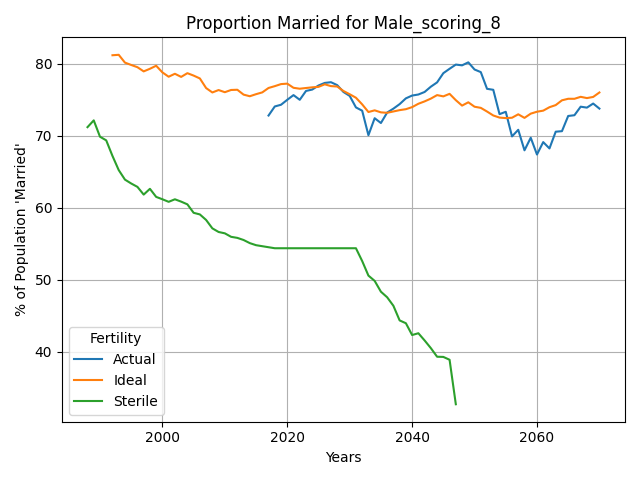 Proportion Married for Male_scoring_8
% of Population 'Married'
80
70
60
50
40
Fertility
Actual
Ideal
Sterile
2000 2020 2040 2060
Years